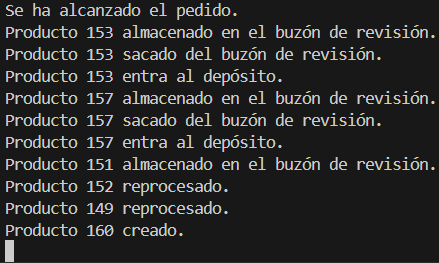 Se ha alcanzado el pedido.
Producto 153 almacenado en el buzón de revisión.
Producto 153 sacado del buzón de revisión.
Producto 153 entra al depósito.
Producto 157 almacenado en el buzón de revisión.
Producto 157 sacado del buzón de revisión.
Producto 157 entra al depósito.
Producto 151 almacenado en el buzón de revisión.
Producto 152 reprocesado.
Producto 149 reprocesado.
Producto 160 creado.